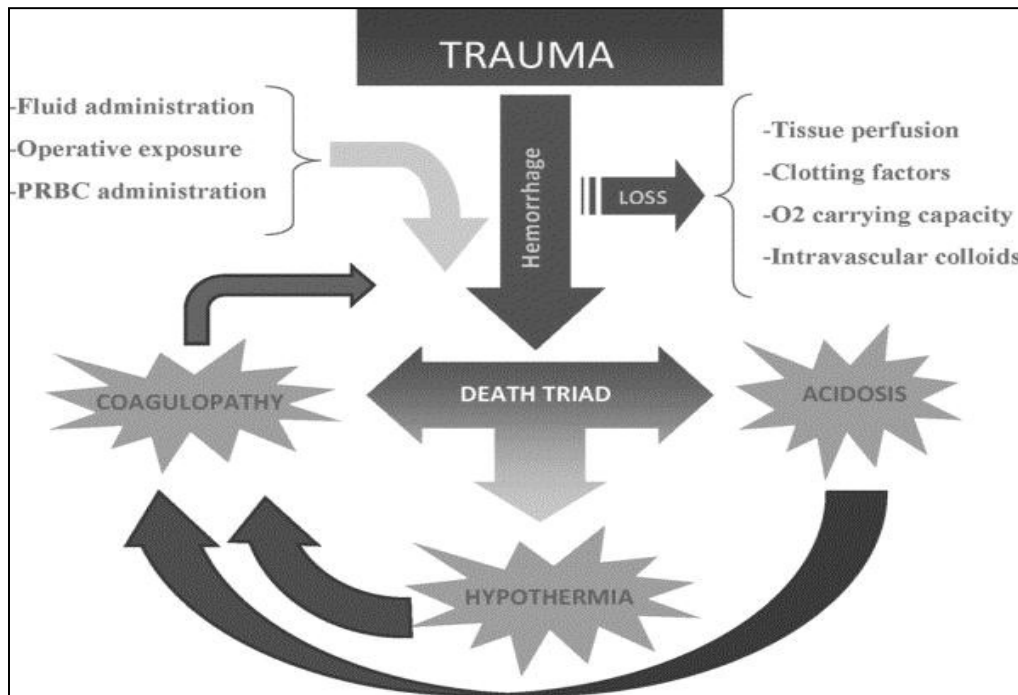 TRAUMA
-Fluid administration
-Operative exposure
-PRBC administration
Hemorrhage
LOSS
-Tissue perfusion
-Clotting factors
-O2 carrying capacity
-Intravascular colloids
COAGULOPATHY
DEATH TRIAD
ACIDOSIS
HYPOTHERMIA